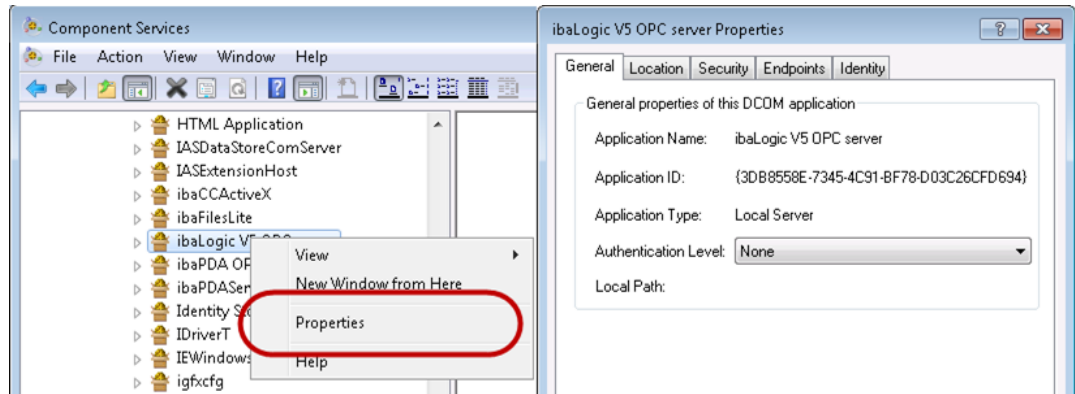 Component Services
File Action View Window Help
HTML Application
IASDataStoreComServer
IASExtensionHost
ibaCCActiveX
ibaFilesLite
ibaLogic V5 OPC
ibaPDA OP
ibaPDASer
Identity Sto
IDriverT
IEWindows
igfxcfg
View
New Window from Here
Properties
Help
ibaLogic V5 OPC server Properties
General Location Security Endpoints Identity
General properties of this DCOM application
Application Name: ibaLogic V5 OPC server
Application ID: {3DB8558E-7345-4C91-BF78-D03C26CFD694}
Application Type: Local Server
Authentication Level: None
Local Path: